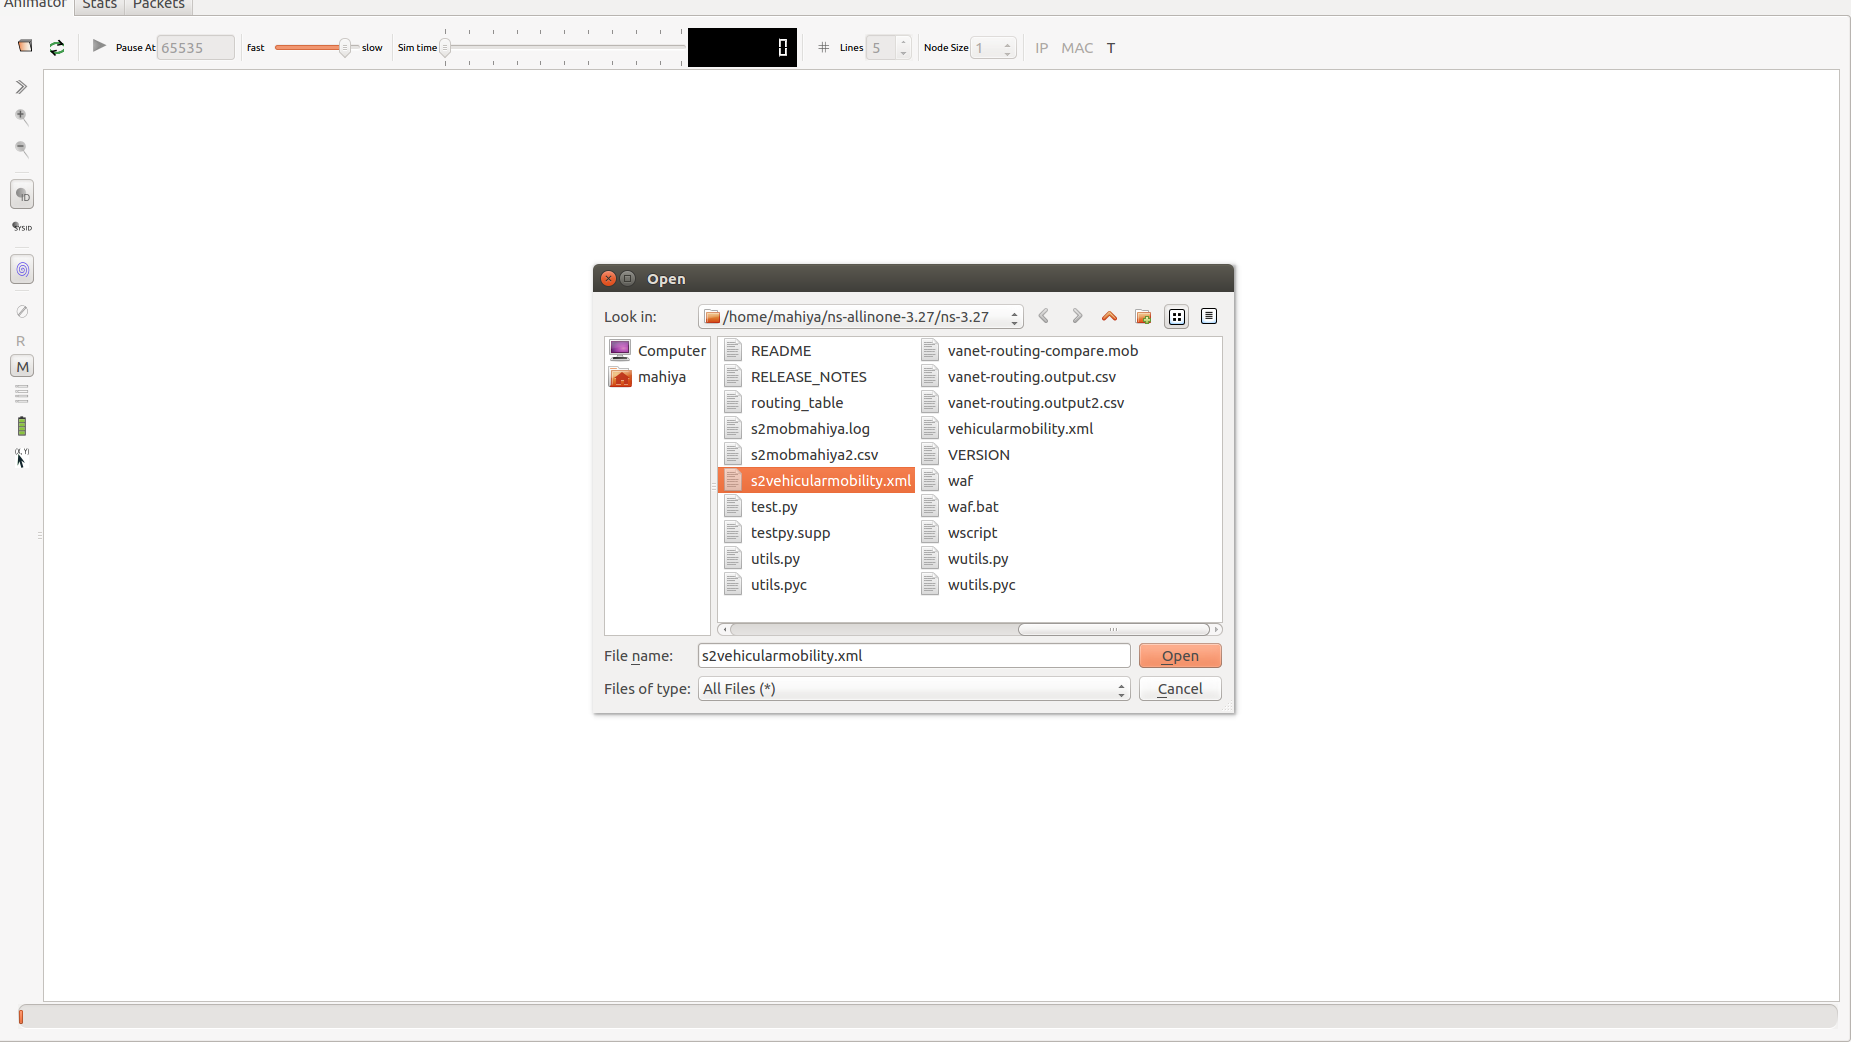 Animator Stats Packets
Pause At 65535 fast slow Sim time 0 Lines 5 Node Size 1 IP MAC T
ID
SYSID
R
M
(X, Y)
Open
Look in: /home/mahiya/ns-allinone-3.27/ns-3.27
Computer
mahiya
README
RELEASE_NOTES
routing_table
s2mobmahiya.log
s2mobmahiya2.csv
s2vehicularmobility.xml
test.py
testpy.supp
utils.py
utils.pyc
vanet-routing-compare.mob
vanet-routing.output.csv
vanet-routing.output2.csv
vehicularmobility.xml
VERSION
waf
waf.bat
wscript
wutils.py
wutils.pyc
File name: s2vehicularmobility.xml Open
Files of type: All Files (*) Cancel